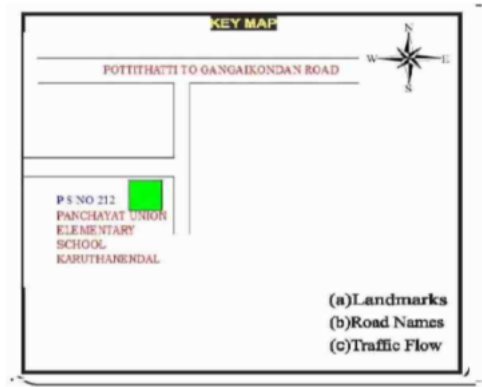 KEY MAP
N
W E
S
POTTITHATTI TO GANGAIKONDAN ROAD
P S NO 212
PANCHAYAT UNION
ELEMENTARY
SCHOOL
KARUTHANENDAL
(a)Landmarks
(b)Road Names
(c)Traffic Flow